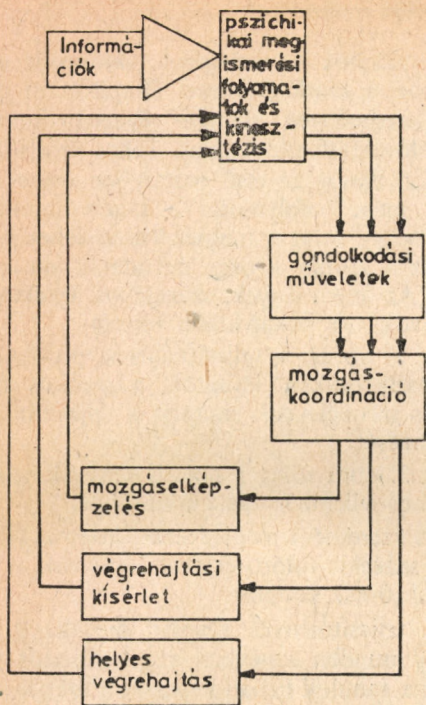 Informá-
ciók
pszichi-
kai meg-
ismerési
folyama-
tok és
kinesz-
tézis
gondolkodási
műveletek
mozgás-
koordináció
mozgáselkép-
zelés
végrehajtási
kísérlet
helyes
végrehajtás